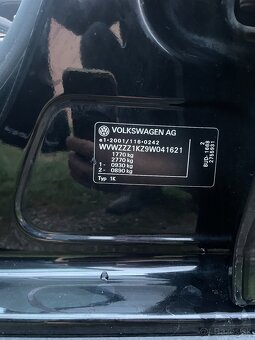 VOLKSWAGEN AG
e1-2001/116-0242
WVWZZZ1KZ9W041621
1770 kg
2770 kg
1 - 0930 kg
2 - 0890 kg
Typ 1K